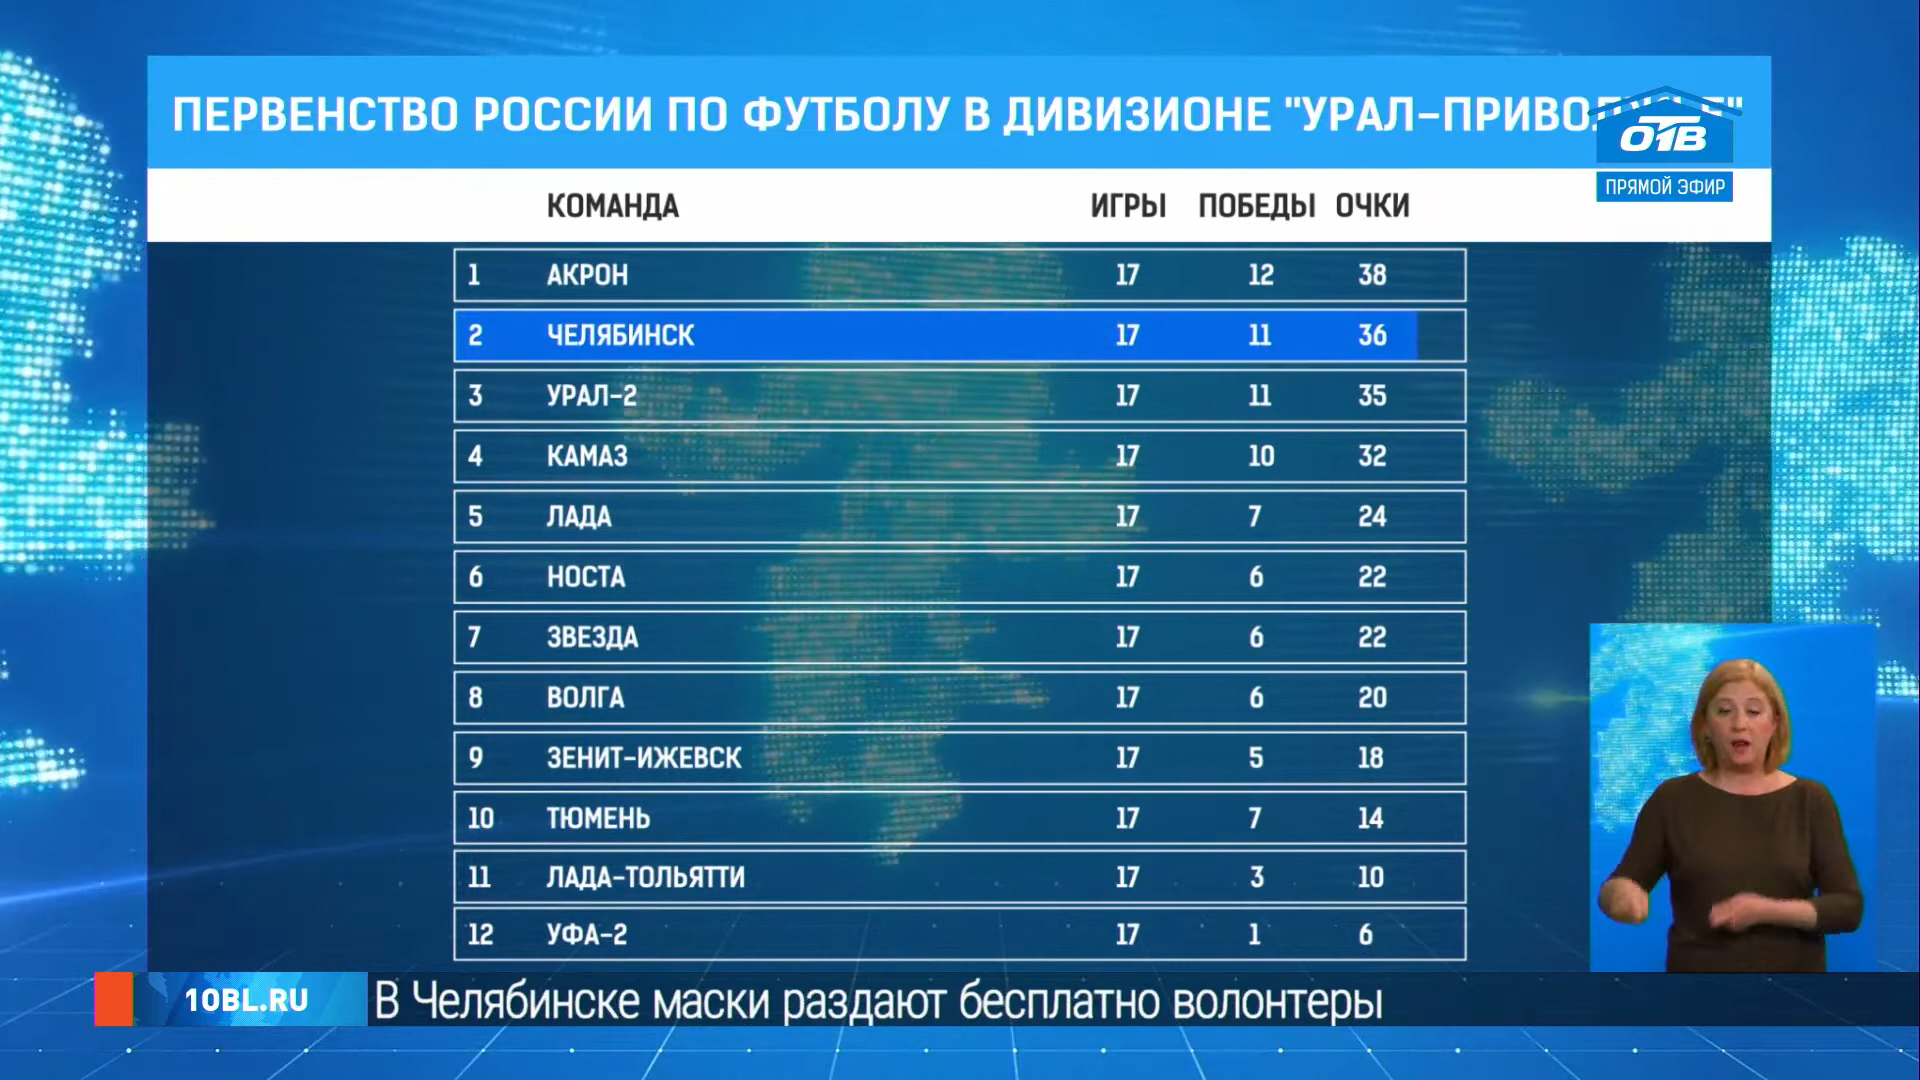 ПЕРВЕНСТВО РОССИИ ПО ФУТБОЛУ В ДИВИЗИОНЕ
ОТВ
ПРЯМОЙ ЭФИР
КОМАНДА ИГРЫ ПОБЕДЫ ОЧКИ
1 АКРОН 17 12 38
2 ЧЕЛЯБИНСК 17 11 36
3 УРАЛ-2 17 11 35
4 КАМАЗ 17 10 32
5 ЛАДА 17 7 24
6 НОСТА 17 6 22
7 ЗВЕЗДА 17 6 22
8 ВОЛГА 17 6 20
9 ЗЕНИТ-ИЖЕВСК 17 5 18
10 ТЮМЕНЬ 17 7 14
11 ЛАДА-ТОЛЬЯТТИ 17 3 10
12 УФА-2 17 1 6
10BL.RU В Челябинске маски раздают бесплатно волонтеры